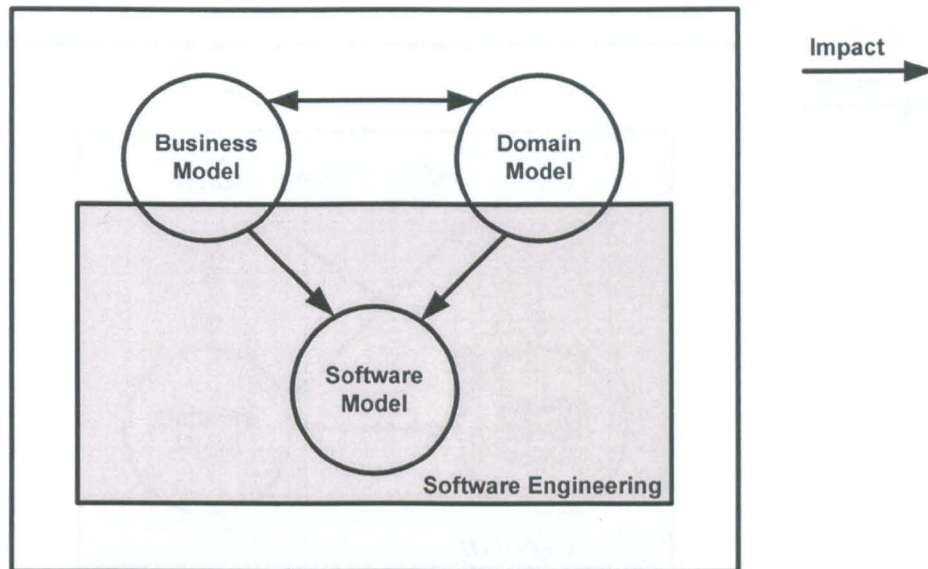 Impact
Business
Model
Domain
Model
Software
Model
Software Engineering